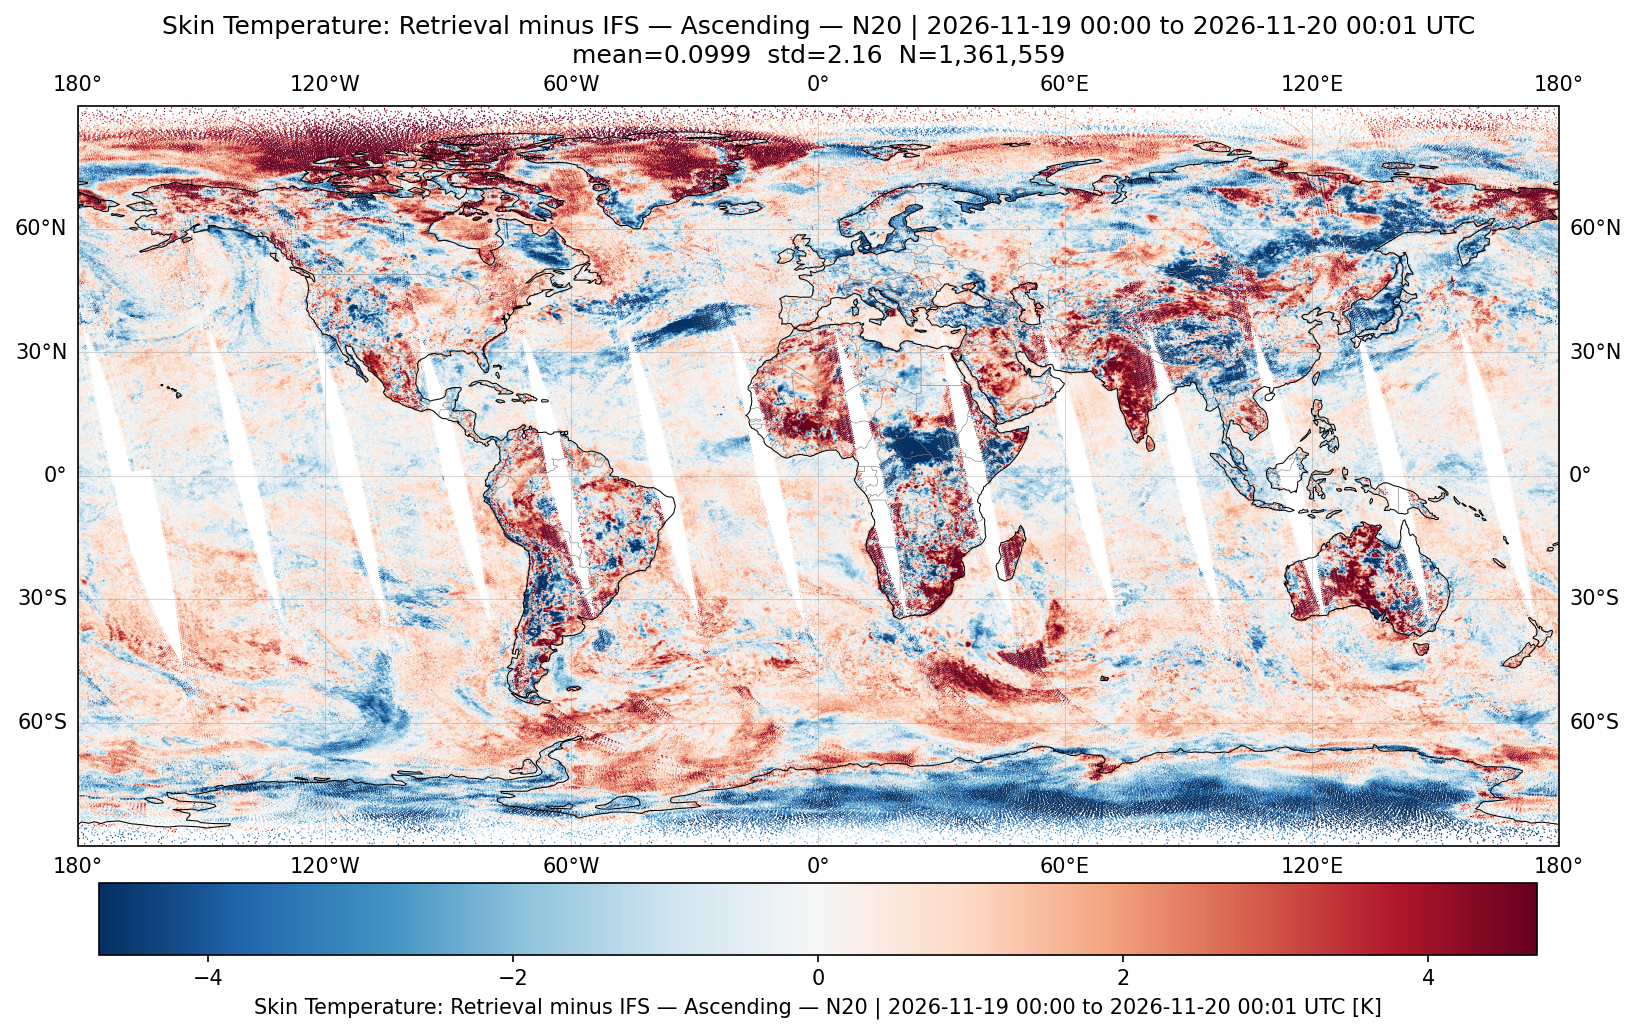 Skin Temperature: Retrieval minus IFS — Ascending — N20 | 2026-11-19 00:00 to 2026-11-20 00:01 UTC
mean=0.0999  std=2.16  N=1,361,559
180° 120°W 60°W 0° 60°E 120°E 180°
60°N 60°N
30°N 30°N
0° 0°
30°S 30°S
60°S 60°S
180° 120°W 60°W 0° 60°E 120°E 180°
−4 −2 0 2 4
Skin Temperature: Retrieval minus IFS — Ascending — N20 | 2026-11-19 00:00 to 2026-11-20 00:01 UTC [K]